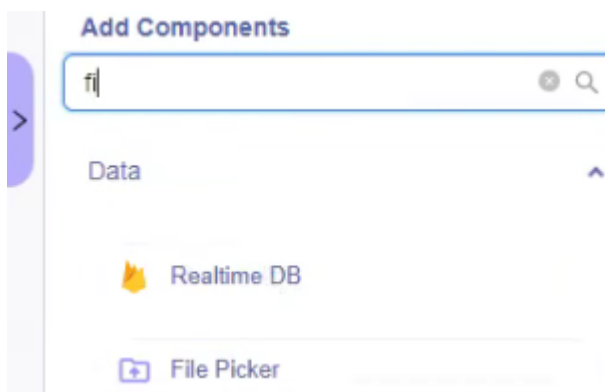 Add Components
fi
Data
Realtime DB
File Picker